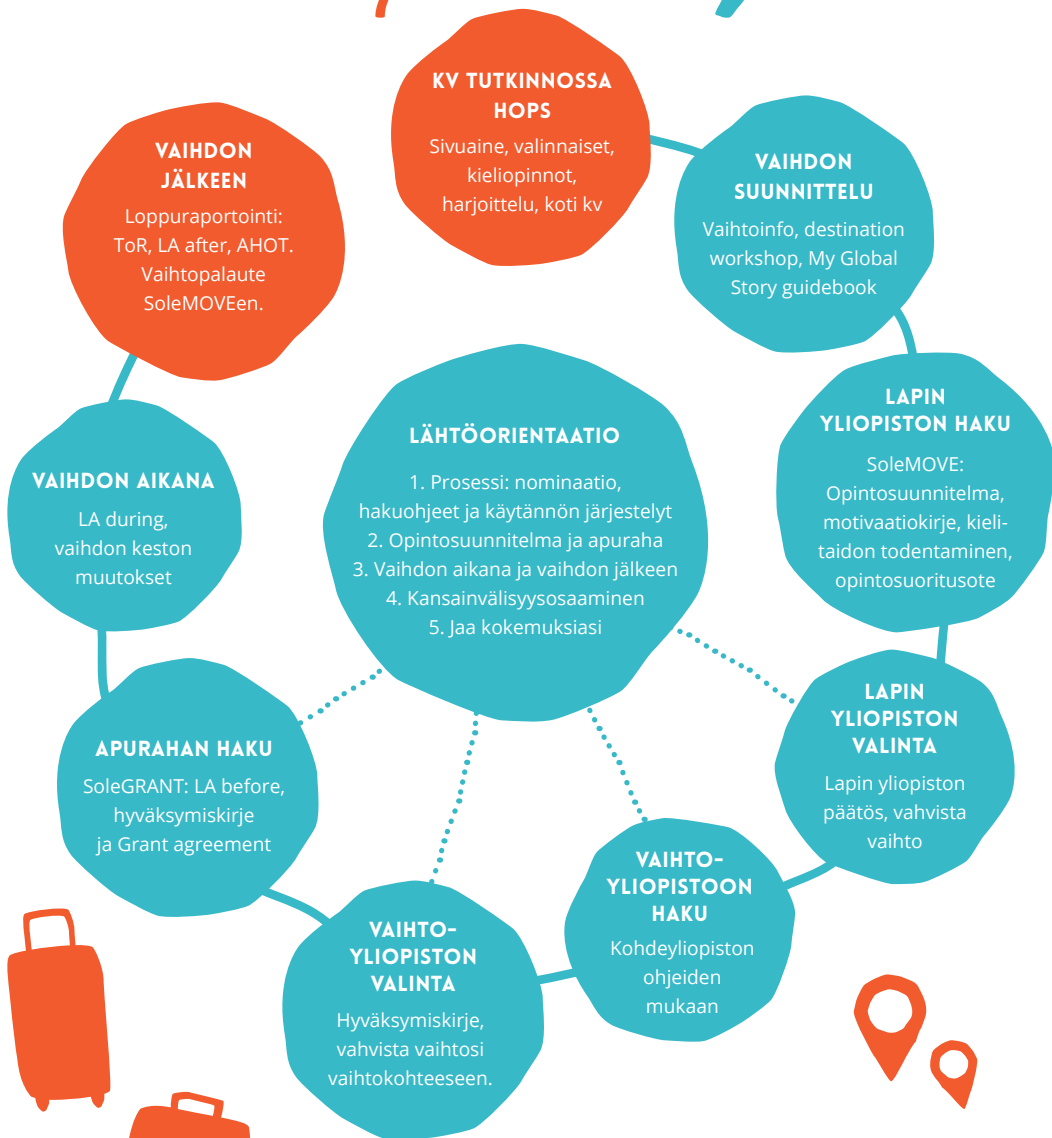 KV TUTKINNOSSA
HOPS
Sivuaine, valinnaiset,
kieliopinnot,
harjoittelu, koti kv
VAIHDON
SUUNNITTELU
Vaihtoinfo, destination
workshop, My Global
Story guidebook
LAPIN
YLIOPISTON HAKU
SoleMOVE:
Opintosuunnitelma,
motivaatiokirje, kieli-
taidon todentaminen,
opintosuoritusote
LAPIN
YLIOPISTON
VALINTA
Lapin yliopiston
päätös, vahvista
vaihto
VAIHTO-
YLIOPISTOON
HAKU
Kohdeyliopiston
ohjeiden
mukaan
VAIHTO-
YLIOPISTON
VALINTA
Hyväksymiskirje,
vahvista vaihtosi
vaihtokohteeseen.
APURAHAN HAKU
SoleGRANT: LA before,
hyväksymiskirje
ja Grant agreement
VAIHDON AIKANA
LA during,
vaihdon keston
muutokset
VAIHDON
JÄLKEEN
Loppuraportointi:
ToR, LA after, AHOT.
Vaihtopalaute
SoleMOVEen.
LÄHTÖORIENTAATIO
1. Prosessi: nominaatio,
hakuohjeet ja käytännön järjestelyt
2. Opintosuunnitelma ja apuraha
3. Vaihdon aikana ja vaihdon jälkeen
4. Kansainvälisyysosaaminen
5. Jaa kokemuksiasi